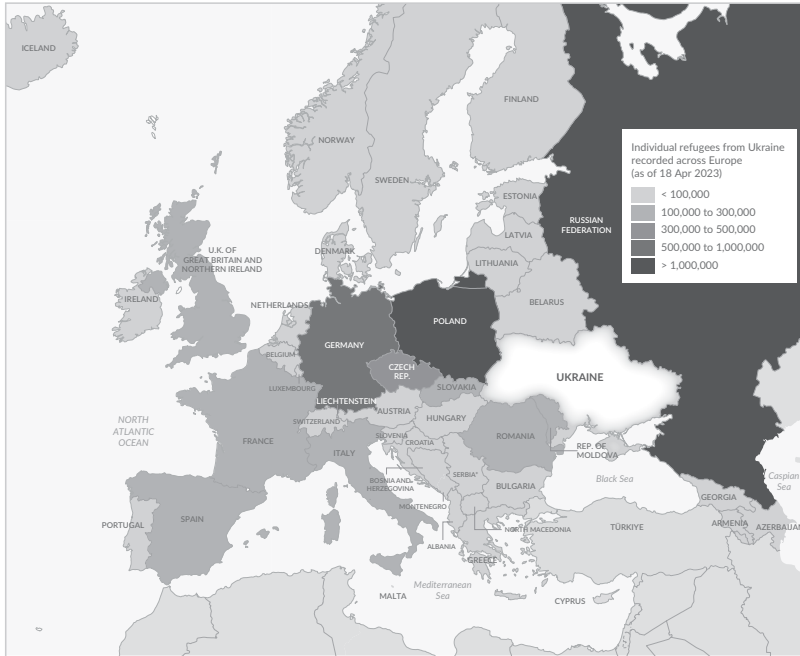 ICELAND
FINLAND
NORWAY
SWEDEN
ESTONIA
LATVIA
DENMARK
LITHUANIA
RUSSIAN
FEDERATION
Individual refugees from Ukraine
recorded across Europe
(as of 18 Apr 2023)
< 100,000
100,000 to 300,000
300,000 to 500,000
500,000 to 1,000,000
> 1,000,000
U.K. OF
GREAT BRITAIN AND
NORTHERN IRELAND
IRELAND
NETHERLANDS
BELARUS
POLAND
GERMANY
BELGIUM
CZECH
REP.
UKRAINE
LUXEMBOURG
SLOVAKIA
LIECHTENSTEIN
AUSTRIA
SWITZERLAND
HUNGARY
NORTH
ATLANTIC
OCEAN
FRANCE
SLOVENIA
CROATIA
ROMANIA
REP. OF
MOLDOVA
ITALY
BOSNIA AND
HERZEGOVINA
SERBIA*
BULGARIA
Black Sea
Caspian
Sea
MONTENEGRO
GEORGIA
PORTUGAL
SPAIN
NORTH MACEDONIA
TÜRKIYE
ARMENIA
AZERBAIJAN
ALBANIA
GREECE
Mediterranean
Sea
MALTA
CYPRUS